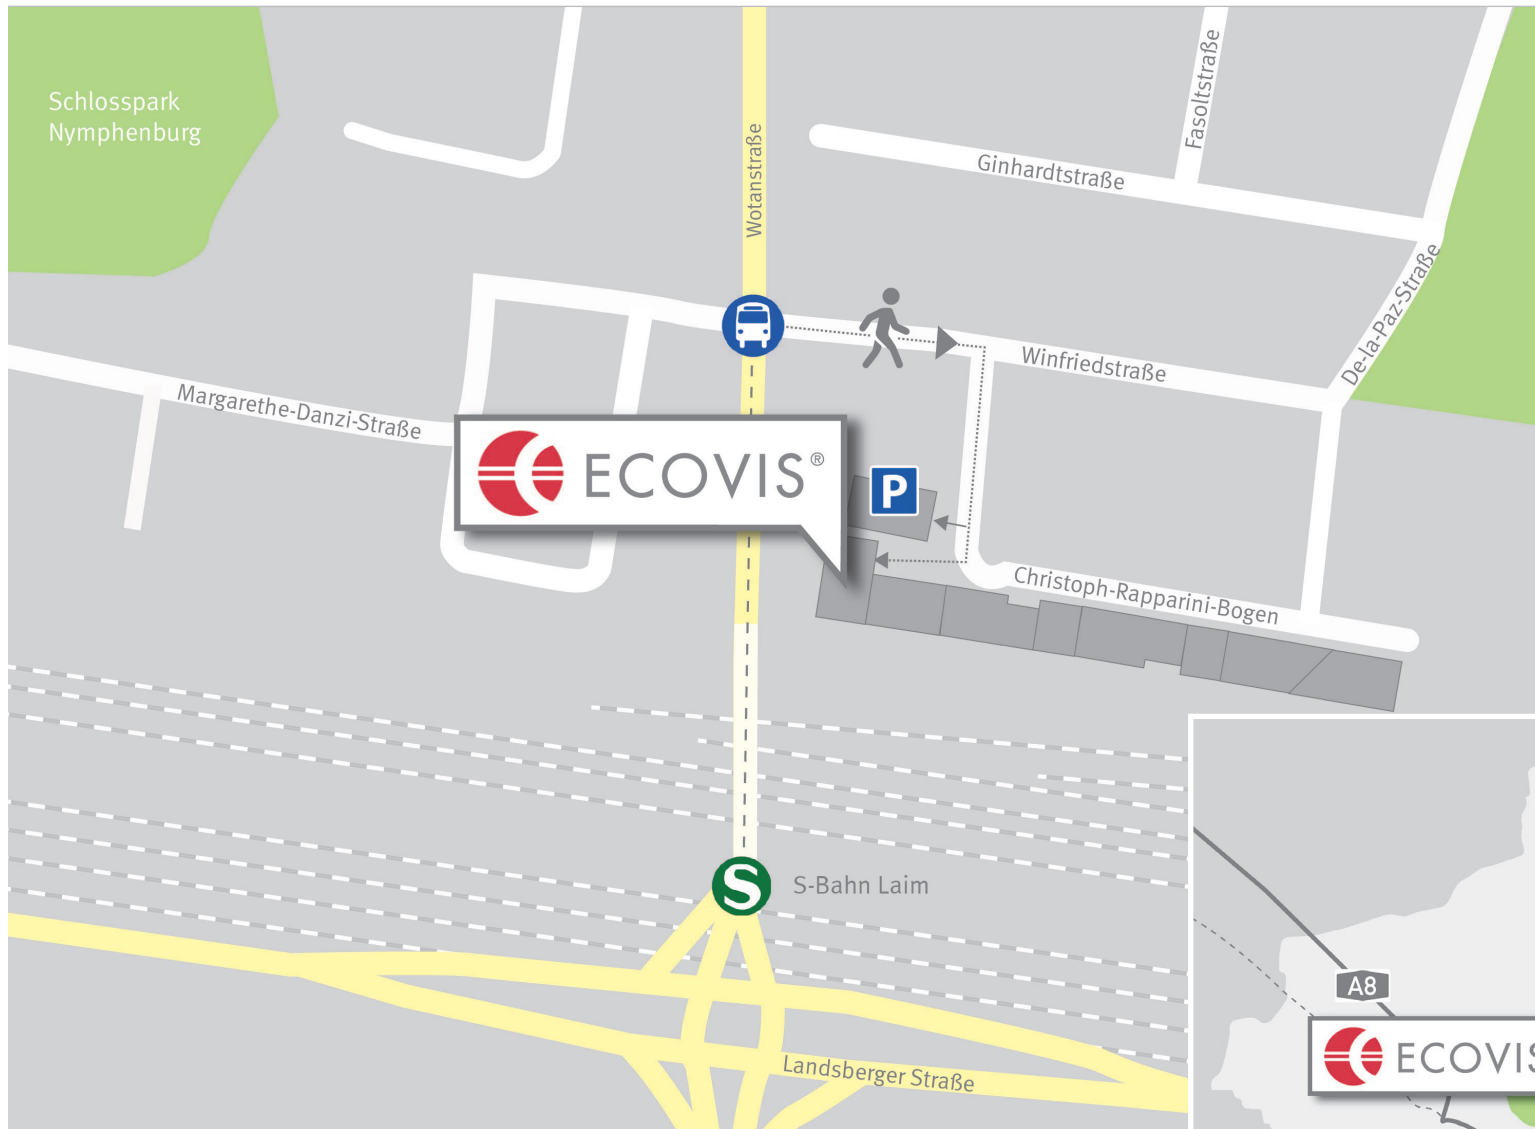 Schlosspark
Nymphenburg
Wotanstraße
Fasoltstraße
Ginhardtstraße
De-la-Paz-Straße
Winfriedstraße
Margarethe-Danzi-Straße
ECOVIS®
P
Christoph-Rapparini-Bogen
S
S-Bahn Laim
A8
ECOVIS
Landsberger Straße